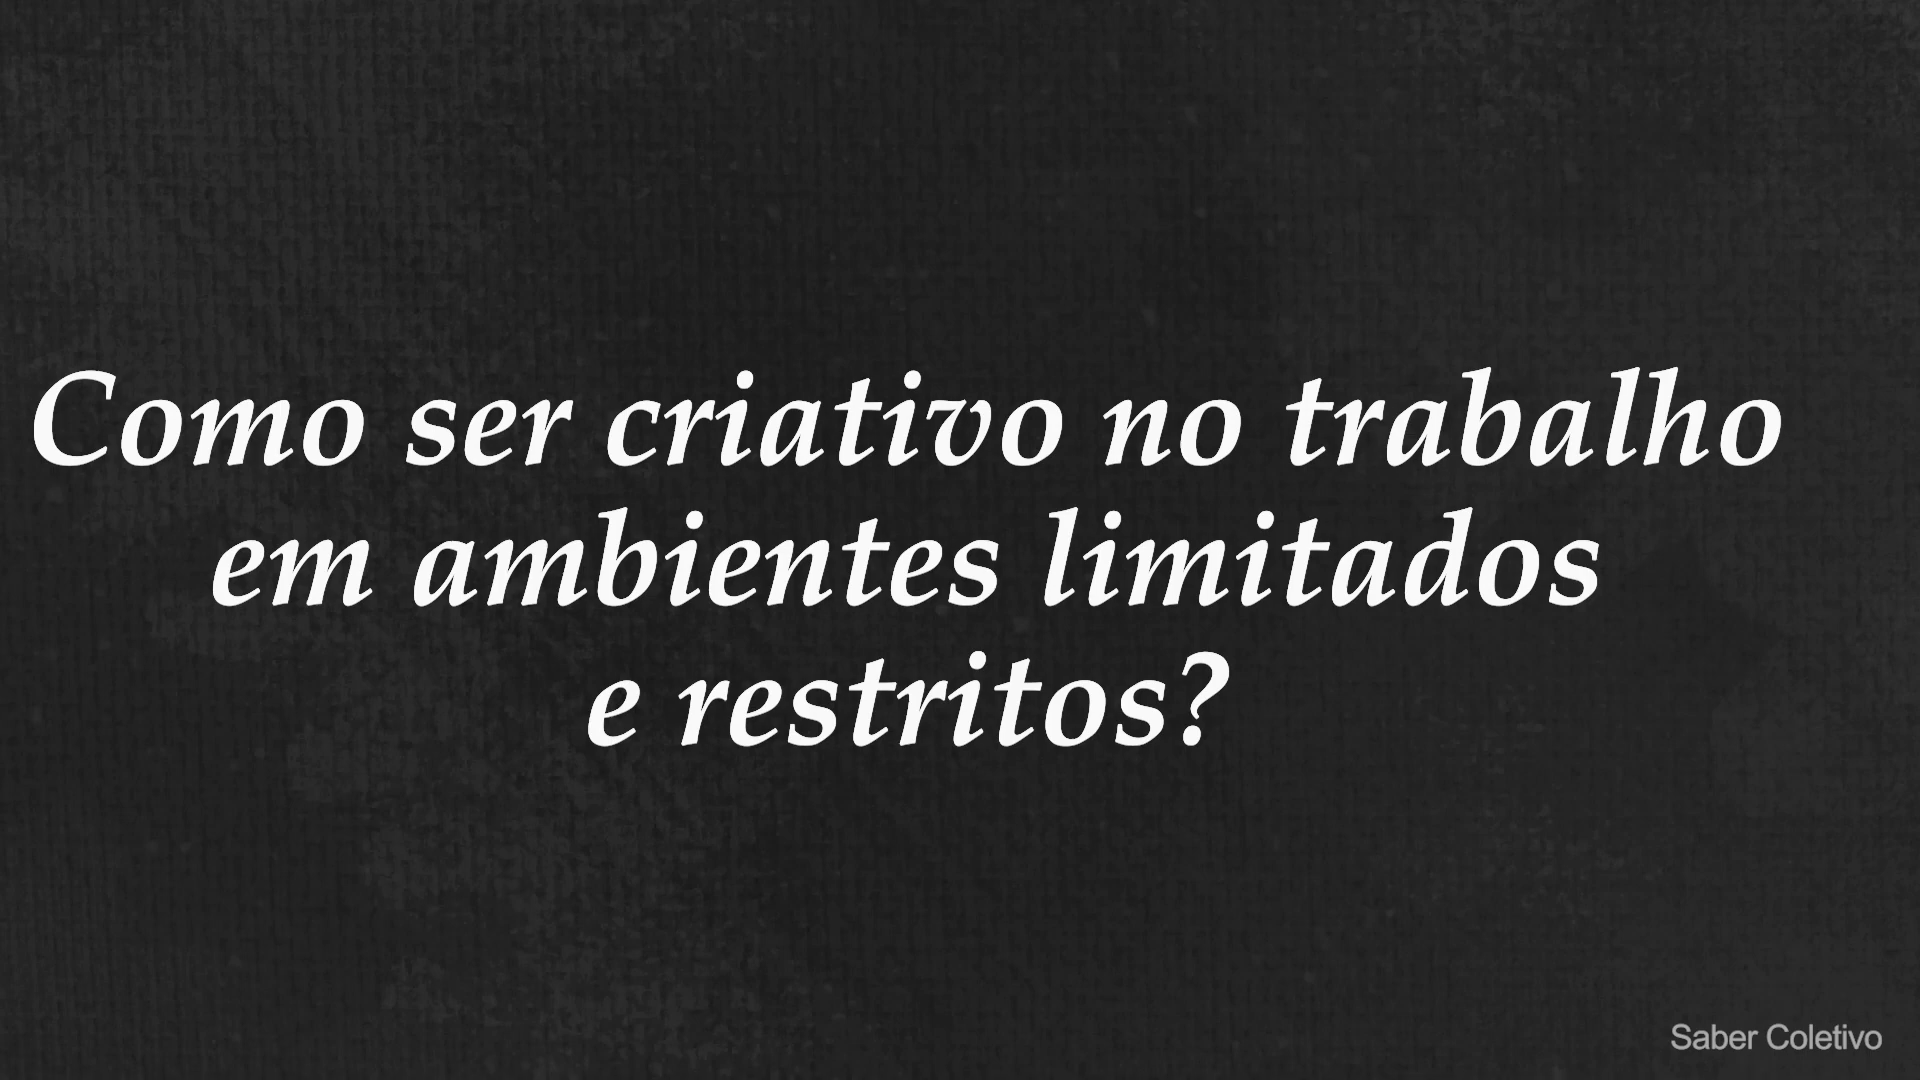 Como ser criativo no trabalho
em ambientes limitados
e restritos?
Saber Coletivo